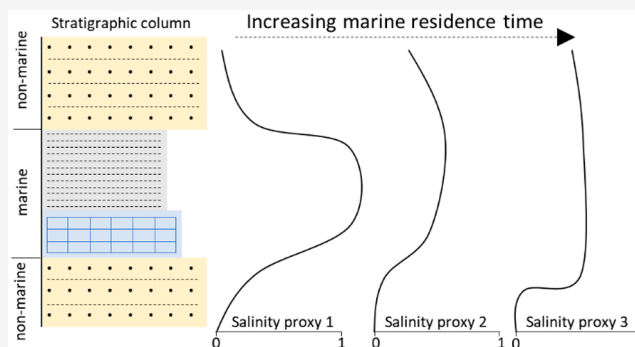 Stratigraphic column
Increasing marine residence time
non-marine
marine
non-marine
Salinity proxy 1
Salinity proxy 2
Salinity proxy 3
0
1
0
1
0